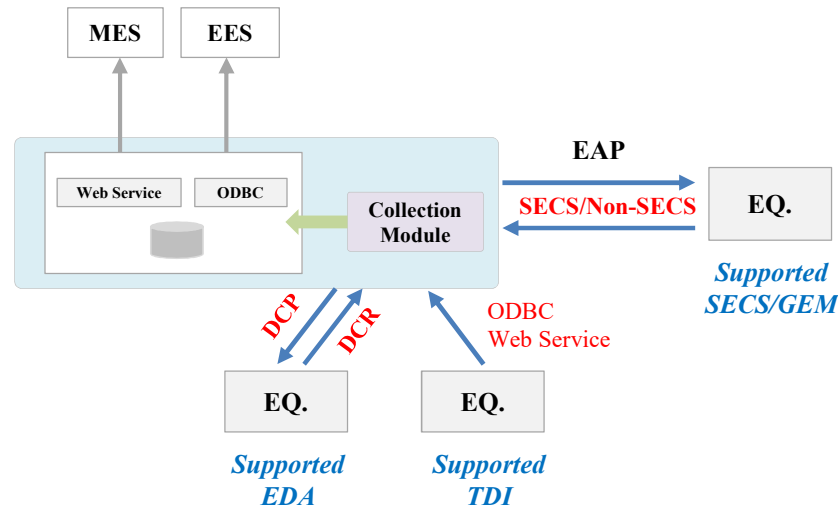 MES
EES
EAP
Web Service
ODBC
Collection
Module
SECS/Non-SECS
EQ.
Supported
SECS/GEM
DCP
DCR
ODBC
Web Service
EQ.
EQ.
Supported
EDA
Supported
TDI